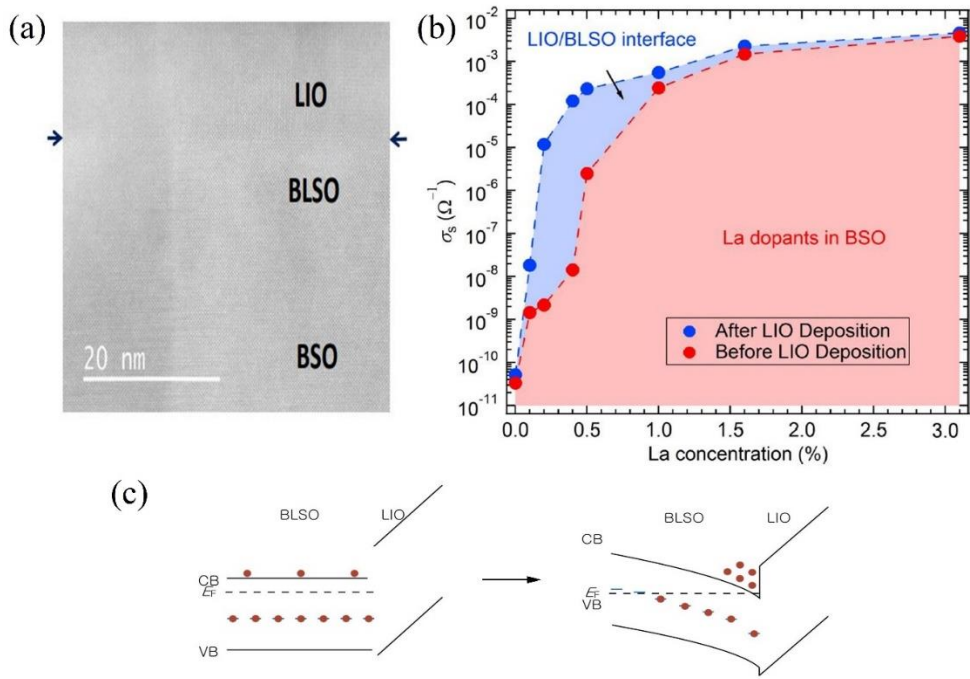 (a)
LIO
BLSO
BSO
20 nm
(b)
10⁻²
10⁻³
10⁻⁴
10⁻⁵
10⁻⁶
10⁻⁷
10⁻⁸
10⁻⁹
10⁻¹⁰
10⁻¹¹
σs (Ω⁻¹)
LIO/BLSO interface
La dopants in BSO
After LIO Deposition
Before LIO Deposition
0.0 0.5 1.0 1.5 2.0 2.5 3.0
La concentration (%)
(c)
BLSO LIO
CB
EF
VB
BLSO LIO
CB
EF
VB